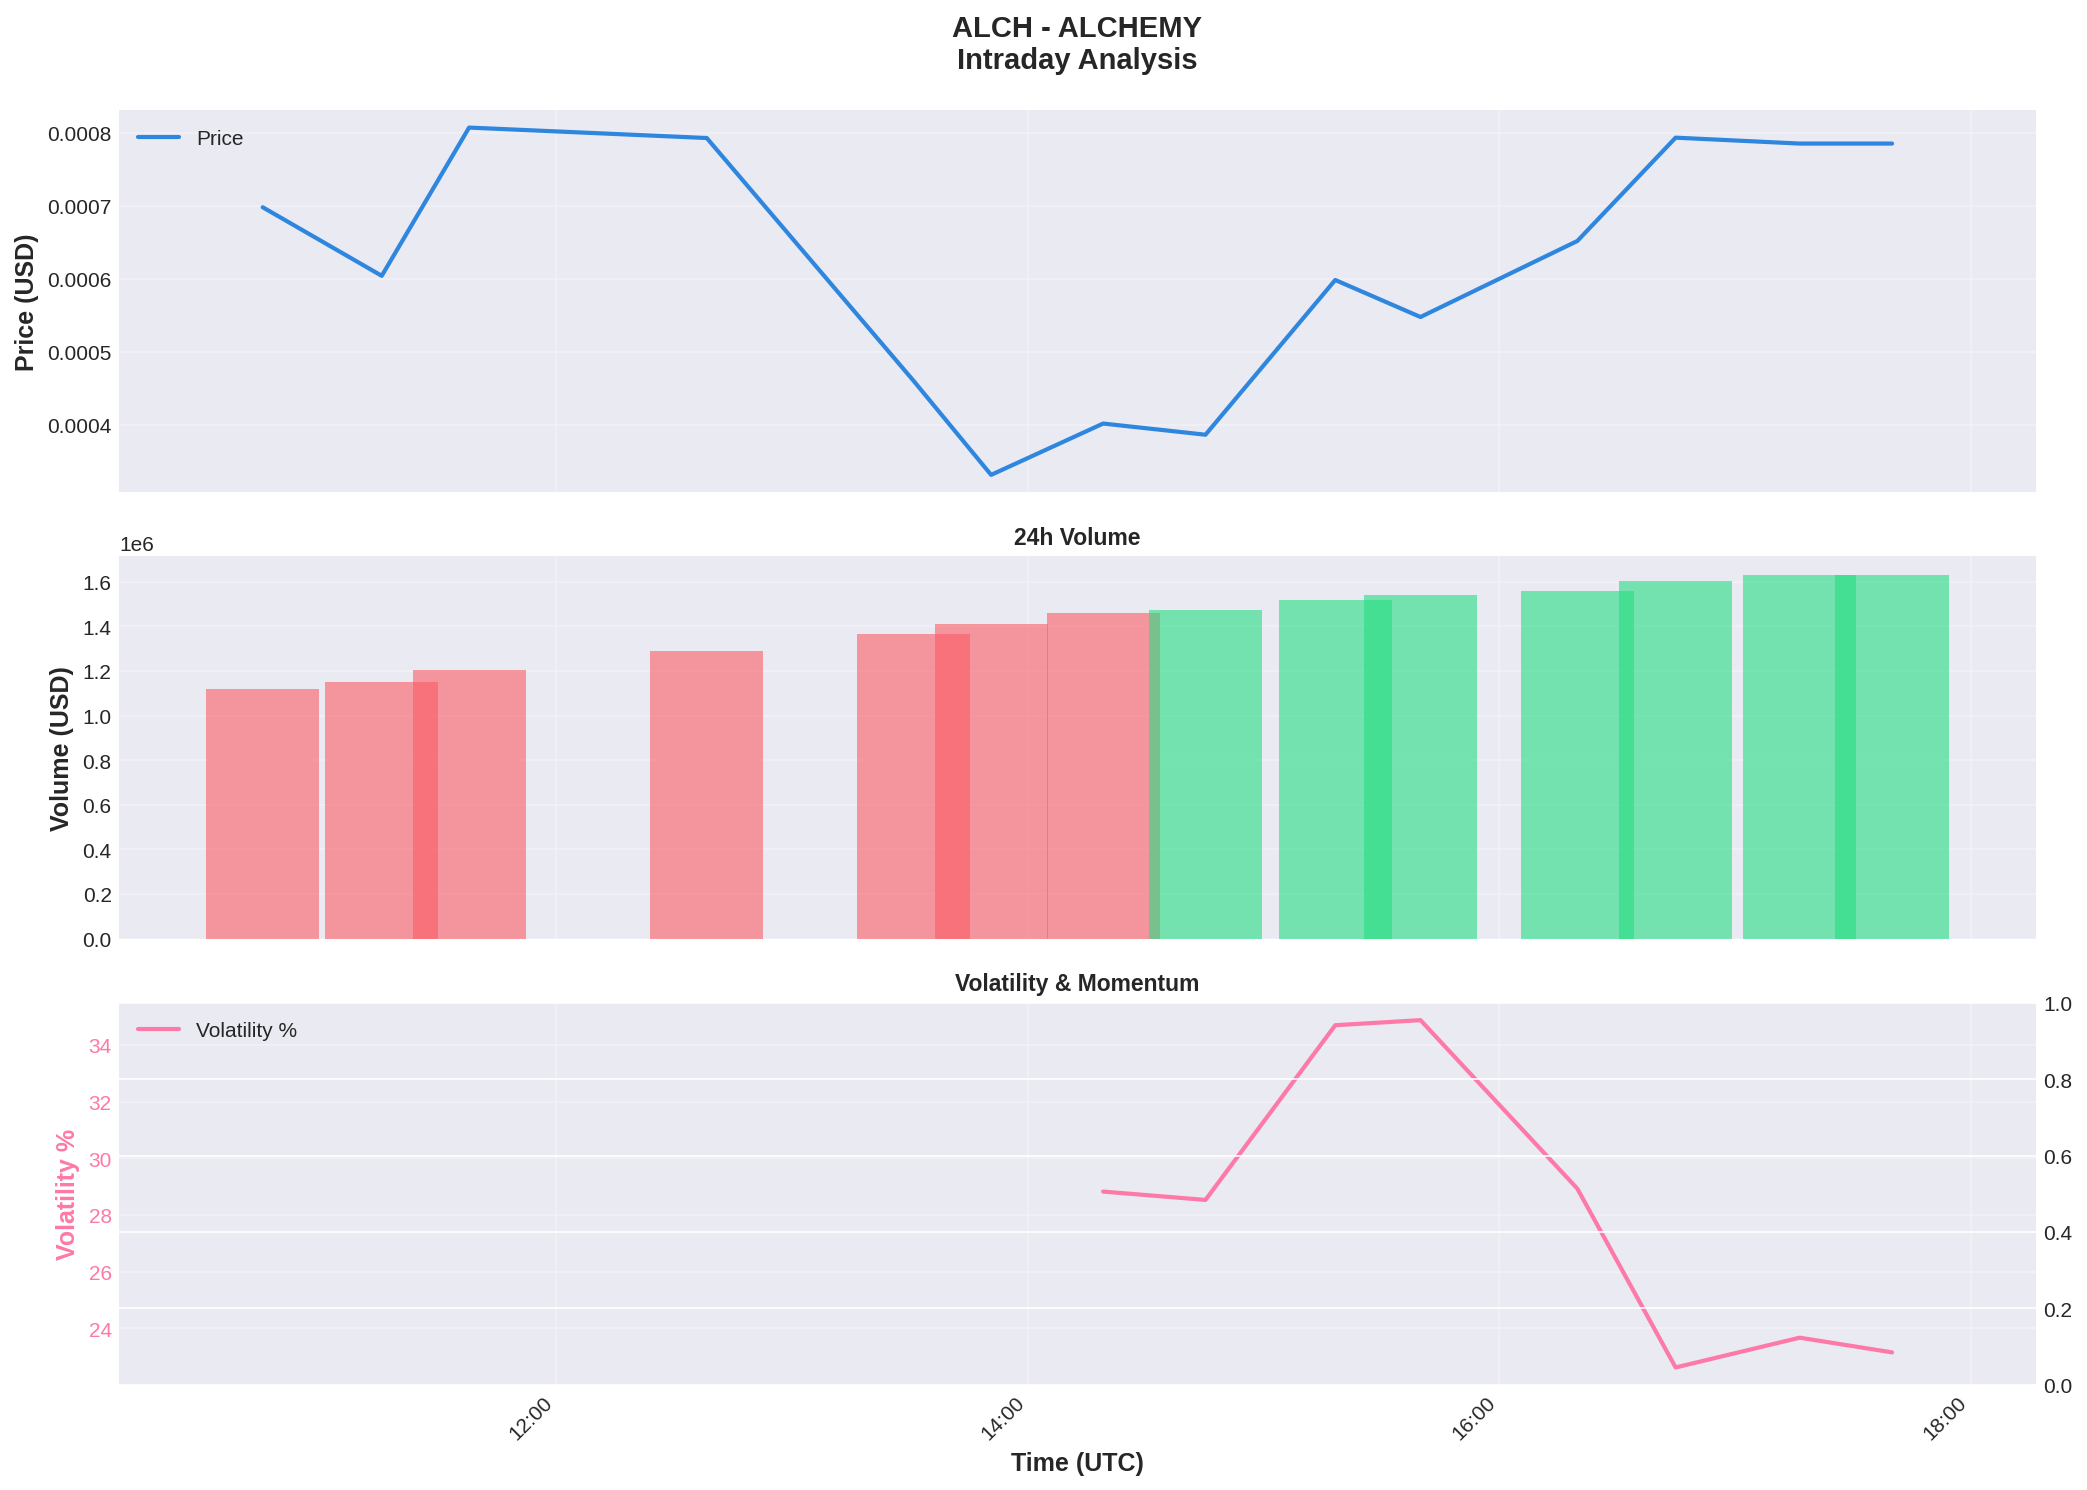 ALCH - ALCHEMY
Intraday Analysis
Price
0.0008
0.0007
0.0006
0.0005
0.0004
Price (USD)
24h Volume
1e6
1.6
1.4
1.2
1.0
0.8
0.6
0.4
0.2
0.0
Volume (USD)
Volatility & Momentum
Volatility %
34
32
30
28
26
24
Volatility %
1.0
0.8
0.6
0.4
0.2
0.0
12:00
14:00
16:00
18:00
Time (UTC)